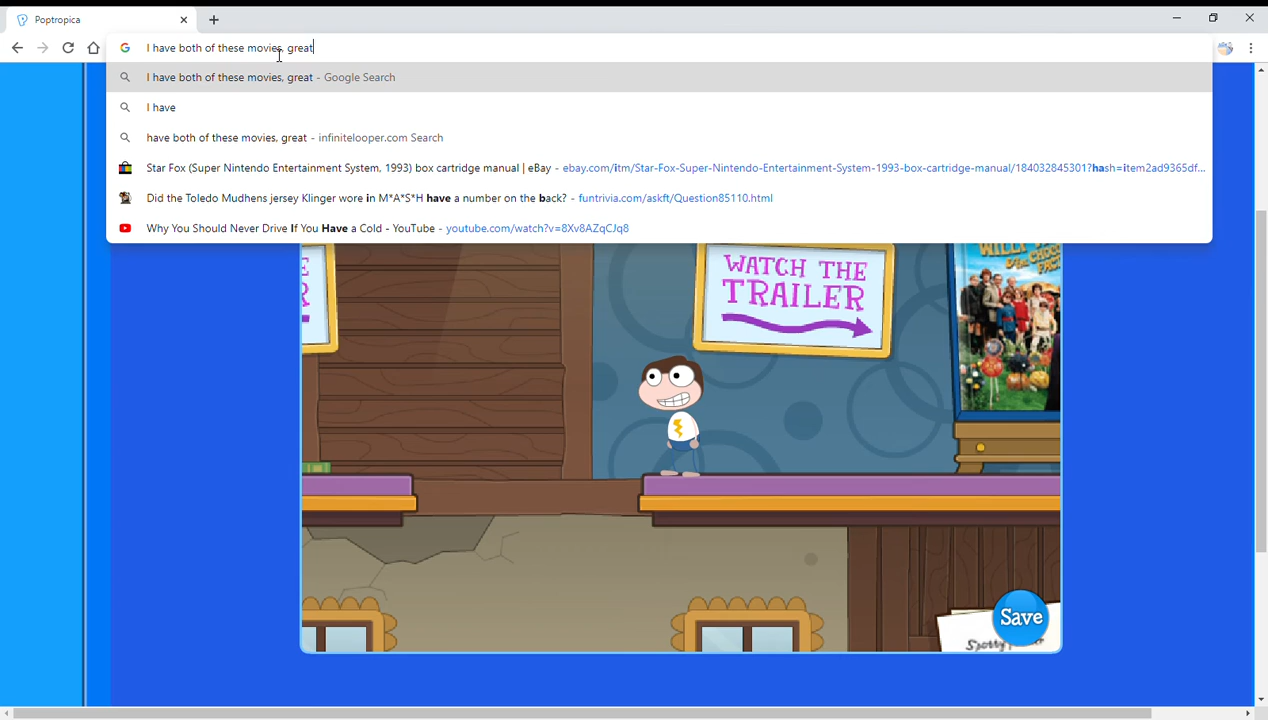 Poptropica
I have both of these movies, great
I have both of these movies, great - Google Search
I have
have both of these movies, great - infinitelooper.com Search
Star Fox (Super Nintendo Entertainment System, 1993) box cartridge manual | eBay - ebay.com/itm/Star-Fox-Super-Nintendo-Entertainment-System-1993-box-cartridge-manual/184032845301?hash=item2ad9365df...
Did the Toledo Mudhens jersey Klinger wore in M*A*S*H have a number on the back? - funtrivia.com/askft/Question85110.html
Why You Should Never Drive If You Have a Cold - YouTube - youtube.com/watch?v=8Xv8AZqCJq8
WATCH THE
TRAILER
WILLY
Save